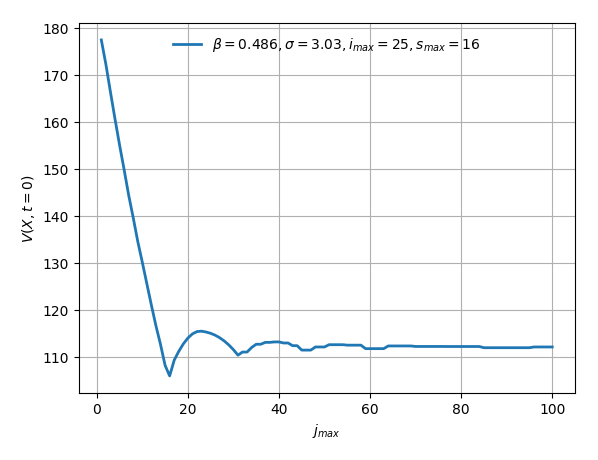 β = 0.486, σ = 3.03, i_max = 25, s_max = 16
V(X, t = 0)
180
170
160
150
140
130
120
110
0 20 40 60 80 100
j_max